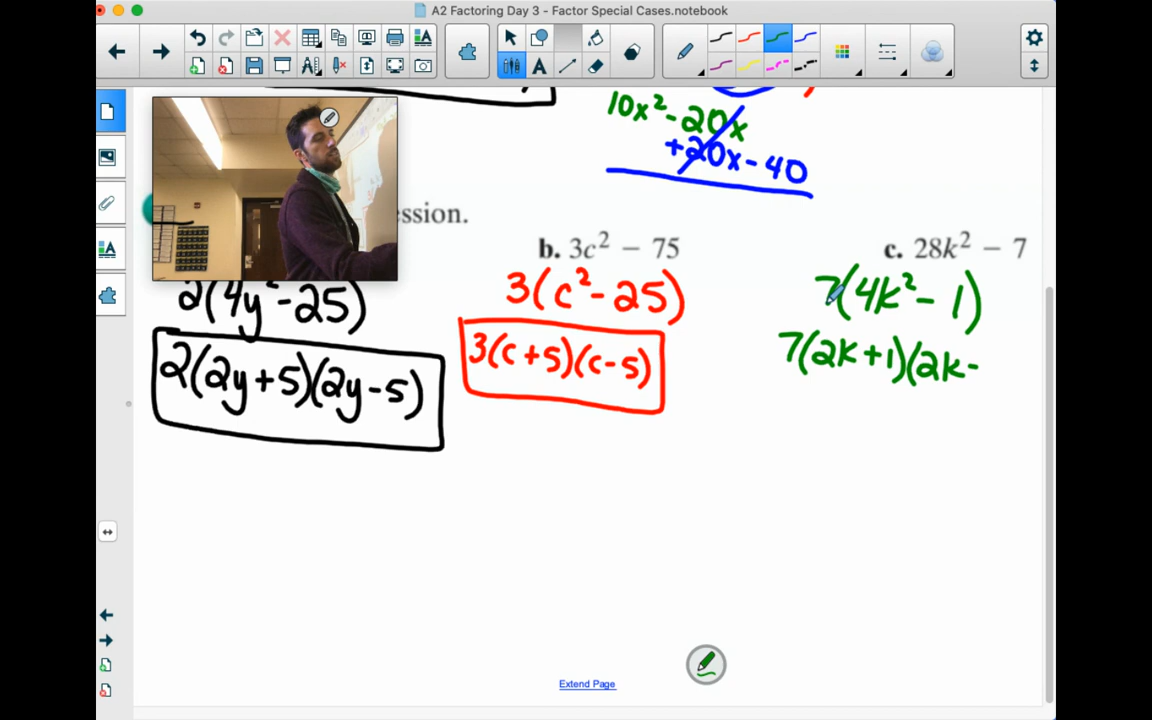 A2 Factoring Day 3 - Factor Special Cases.notebook
10x² - 20x
+20x - 40
ssion.
b. 3c² − 75
c. 28k² − 7
2(4y²-25)
3(c²-25)
7(4k²-1)
2(2y+5)(2y-5)
3(c+5)(c-5)
7(2k+1)(2k-
Extend Page